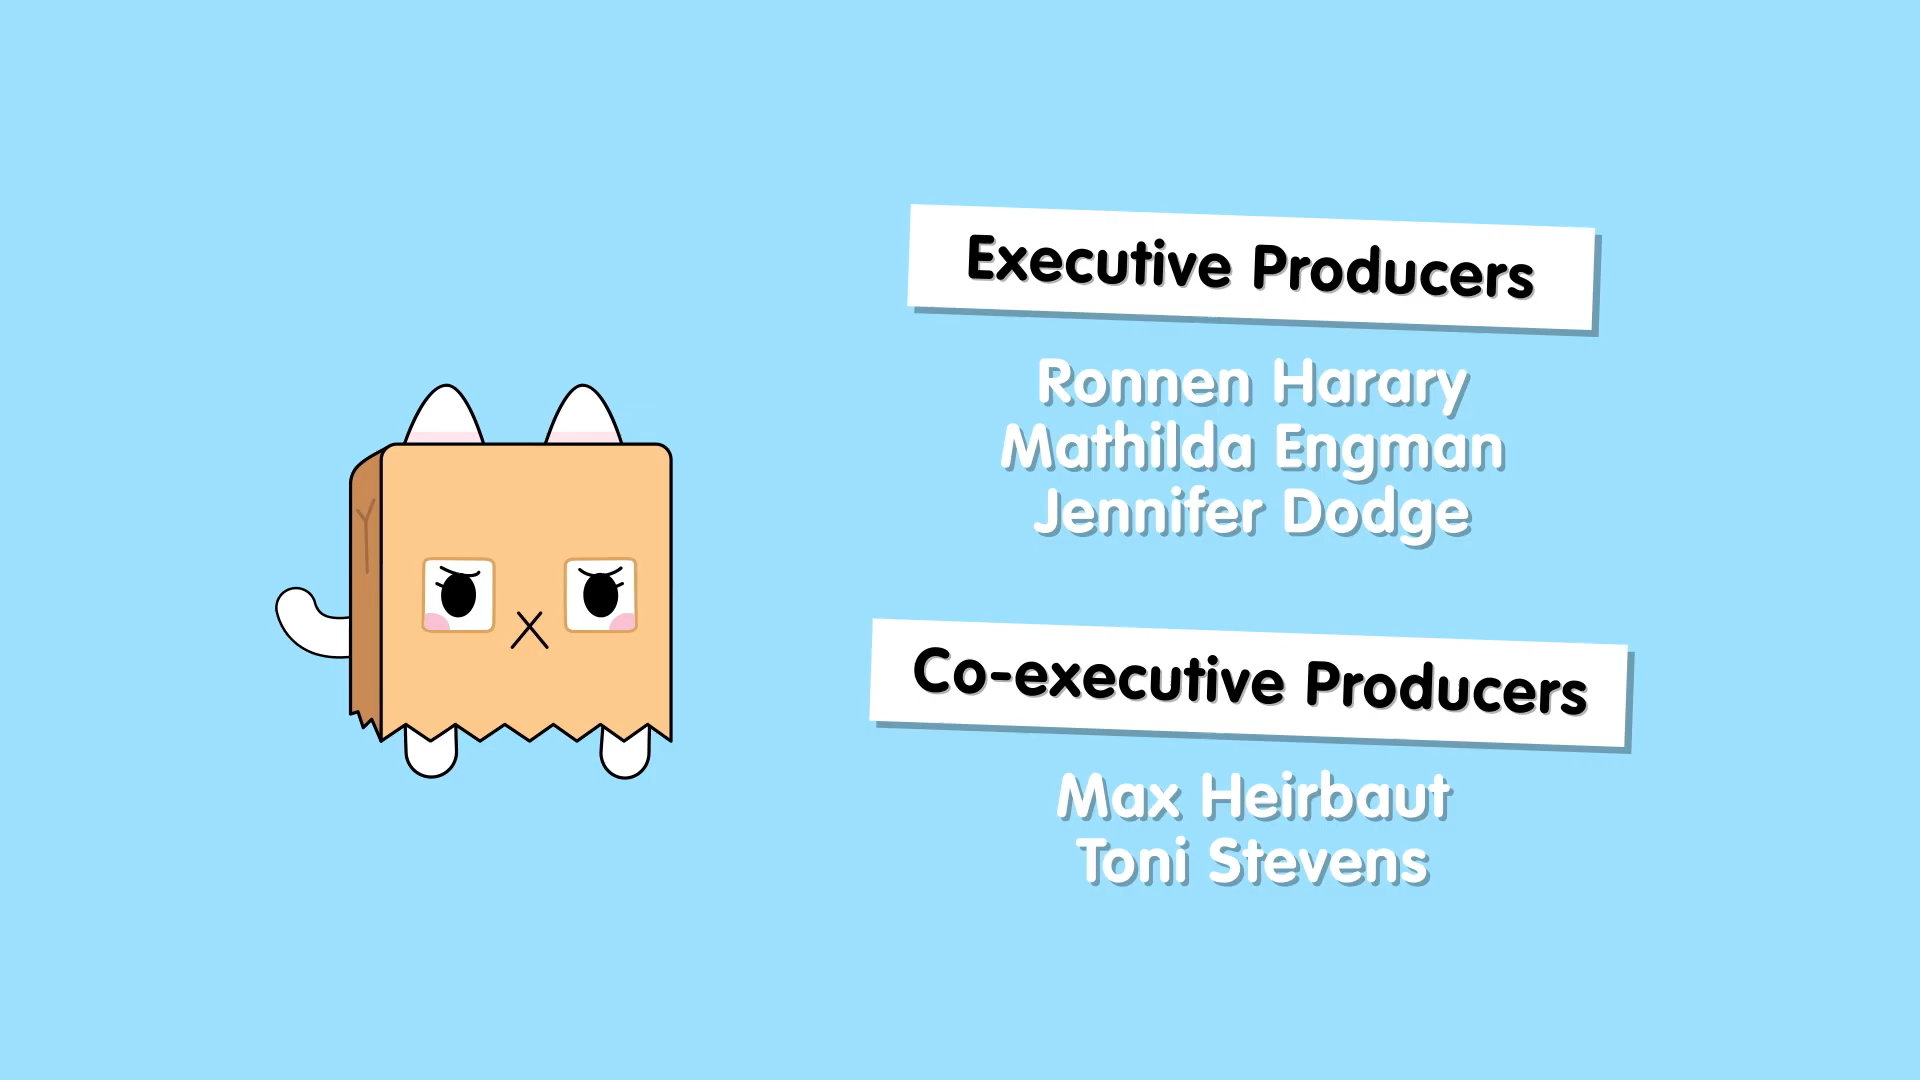 Executive Producers
Ronnen Harary
Mathilda Engman
Jennifer Dodge
Co-executive Producers
Max Heirbaut
Toni Stevens